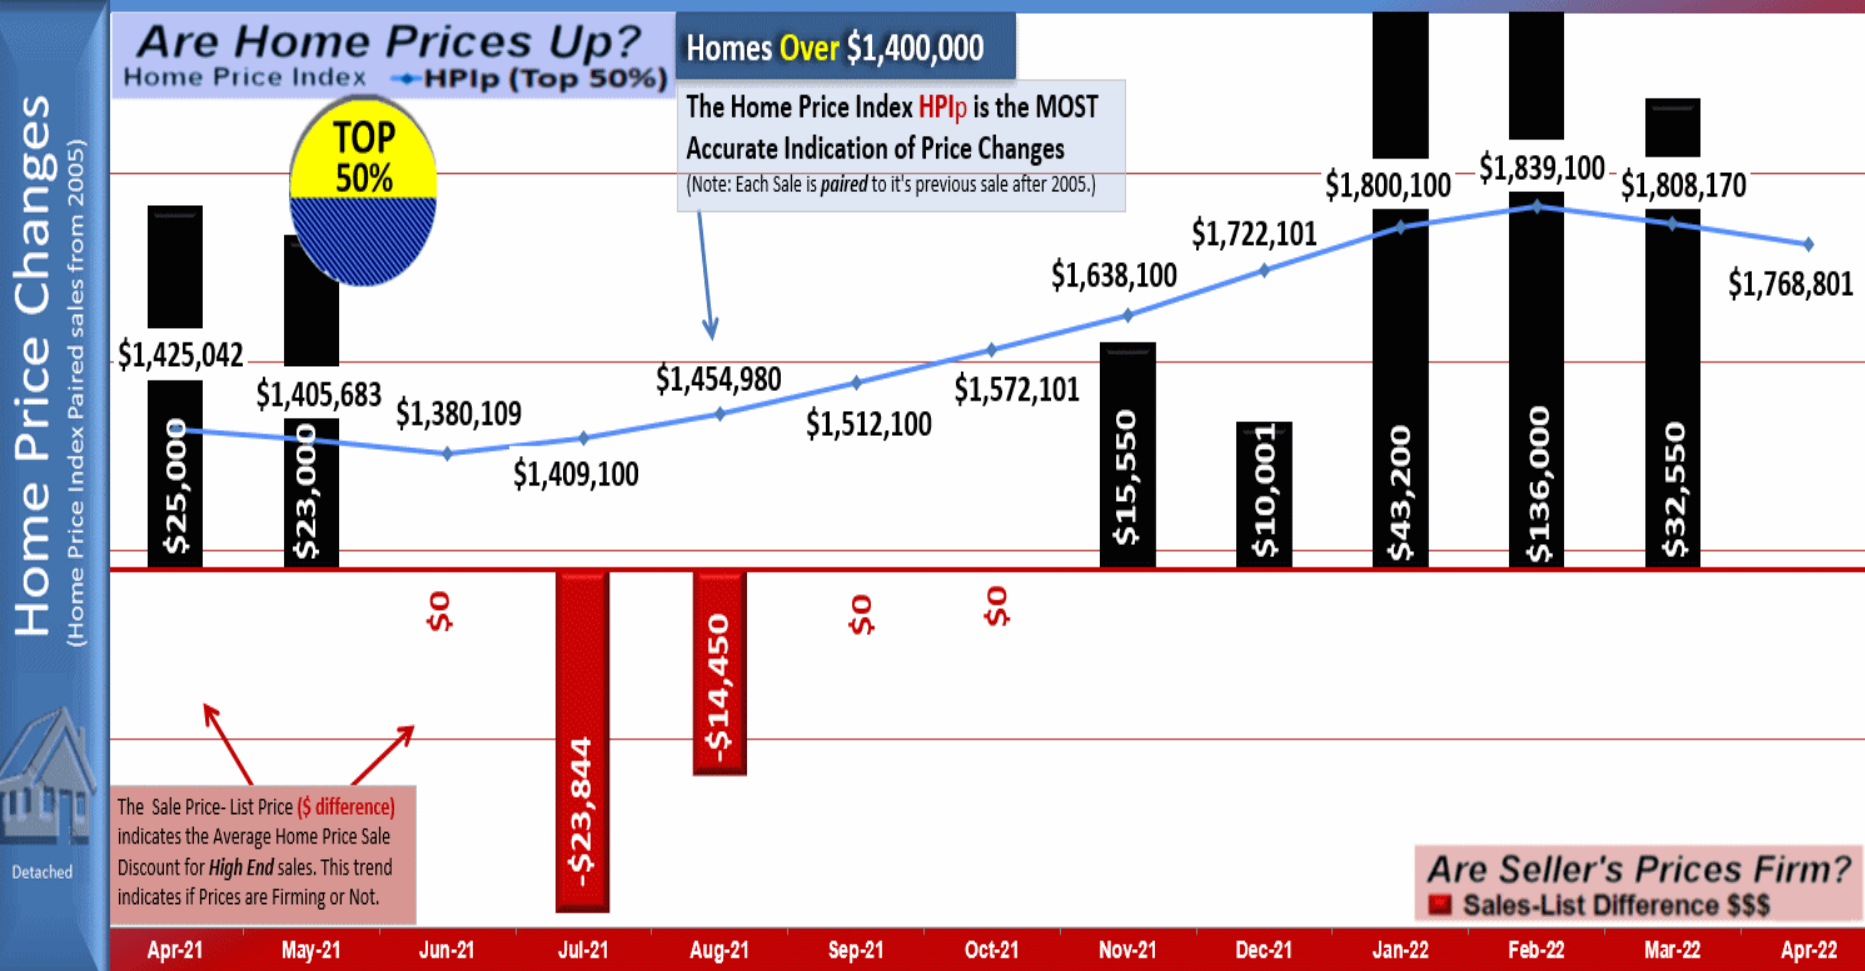 Home Price Changes
(Home Price Index Paired sales from 2005)
Detached
Are Home Prices Up?
Home Price Index HPIp (Top 50%)
TOP
50%
Homes Over $1,400,000
The Home Price Index HPIp is the MOST
Accurate Indication of Price Changes
(Note: Each Sale is paired to it's previous sale after 2005.)
$1,425,042
$1,405,683
$1,380,109
$1,409,100
$1,454,980
$1,512,100
$1,572,101
$1,638,100
$1,722,101
$1,800,100
$1,839,100
$1,808,170
$1,768,801
$25,000
$23,000
$0
-$23,844
-$14,450
$0
$0
$15,550
$10,001
$43,200
$136,000
$32,550
The Sale Price- List Price ($ difference)
indicates the Average Home Price Sale
Discount for High End sales. This trend
indicates if Prices are Firming or Not.
Are Seller's Prices Firm?
Sales-List Difference $$$
Apr-21 May-21 Jun-21 Jul-21 Aug-21 Sep-21 Oct-21 Nov-21 Dec-21 Jan-22 Feb-22 Mar-22 Apr-22